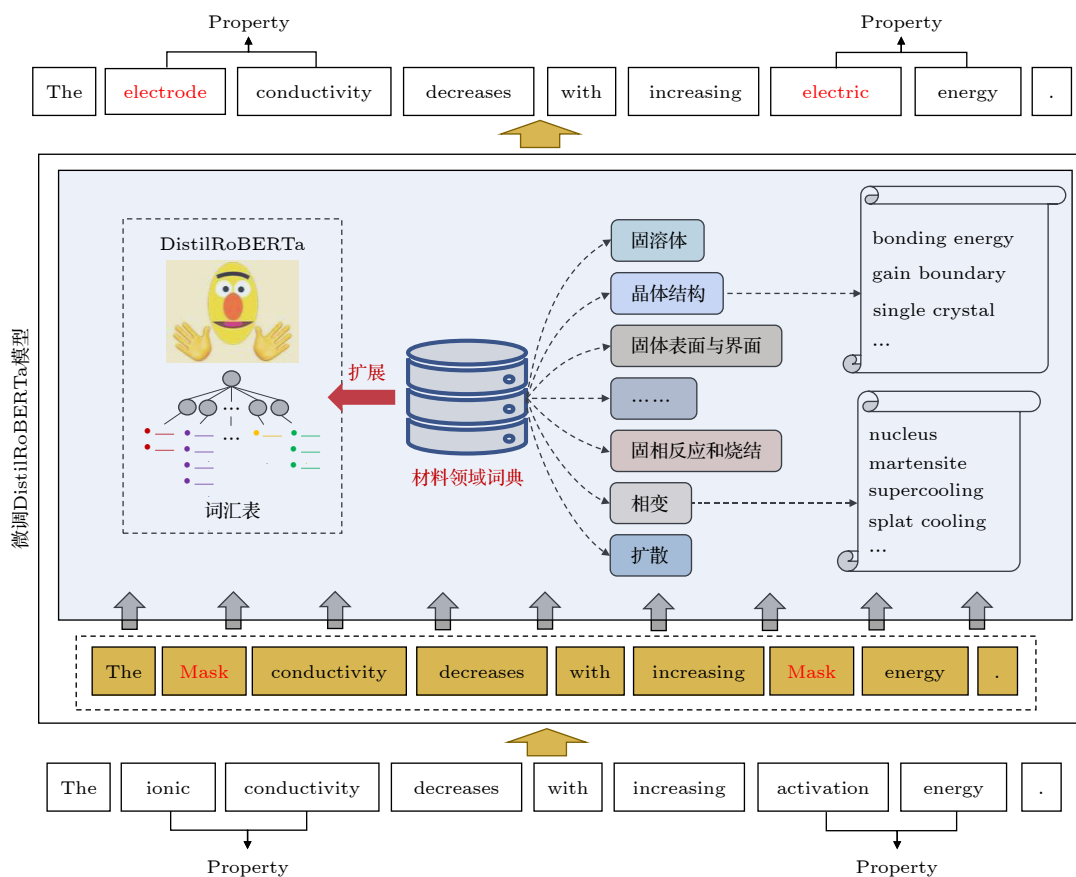 Property Property
The electrode conductivity decreases with increasing electric energy .
微调DistilRoBERTa模型
DistilRoBERTa
...
...
词汇表
扩展
材料领域词典
固溶体
晶体结构
固体表面与界面
……
固相反应和烧结
相变
扩散
bonding energy
gain boundary
single crystal
...
nucleus
martensite
supercooling
splat cooling
...
The Mask conductivity decreases with increasing Mask energy .
The ionic conductivity decreases with increasing activation energy .
Property Property